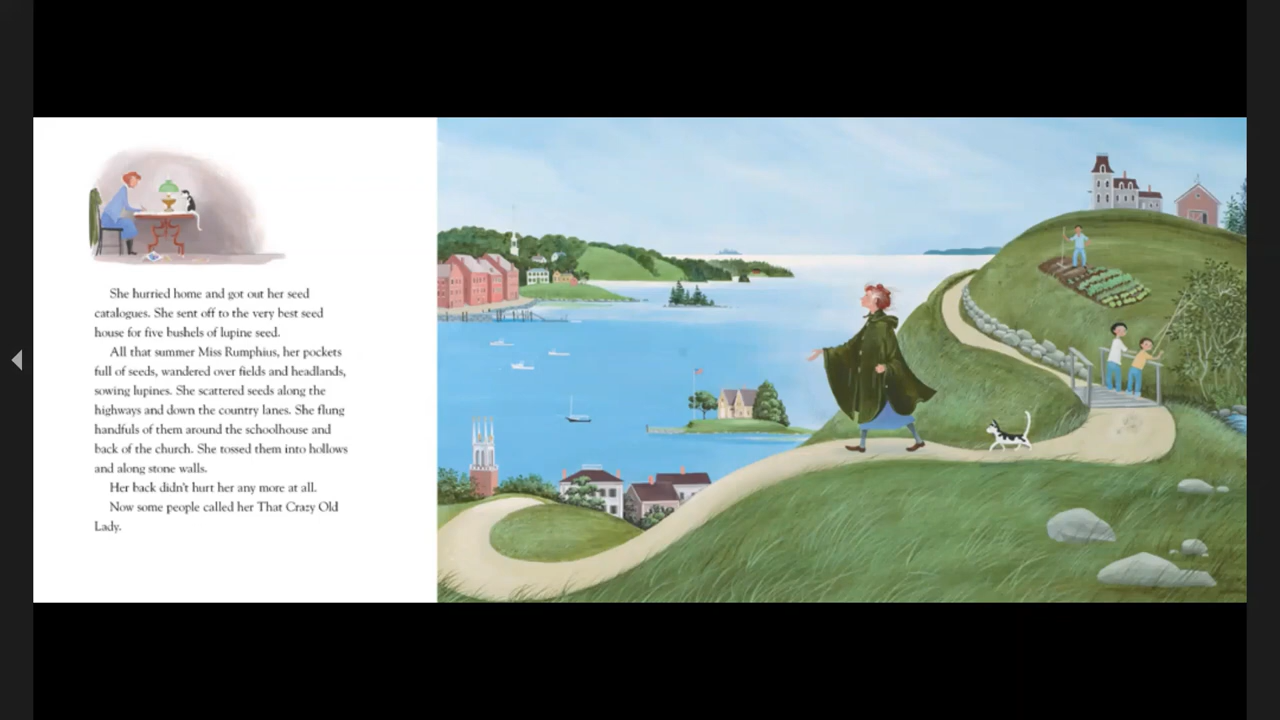 She hurried home and got out her seed
catalogues. She sent off to the very best seed
house for five bushels of lupine seed.
All that summer Miss Rumphius, her pockets
full of seeds, wandered over fields and headlands,
sowing lupines. She scattered seeds along the
highways and down the country lanes. She flung
handfuls of them around the schoolhouse and
back of the church. She tossed them into hollows
and along stone walls.
Her back didn't hurt her any more at all.
Now some people called her That Crazy Old
Lady.